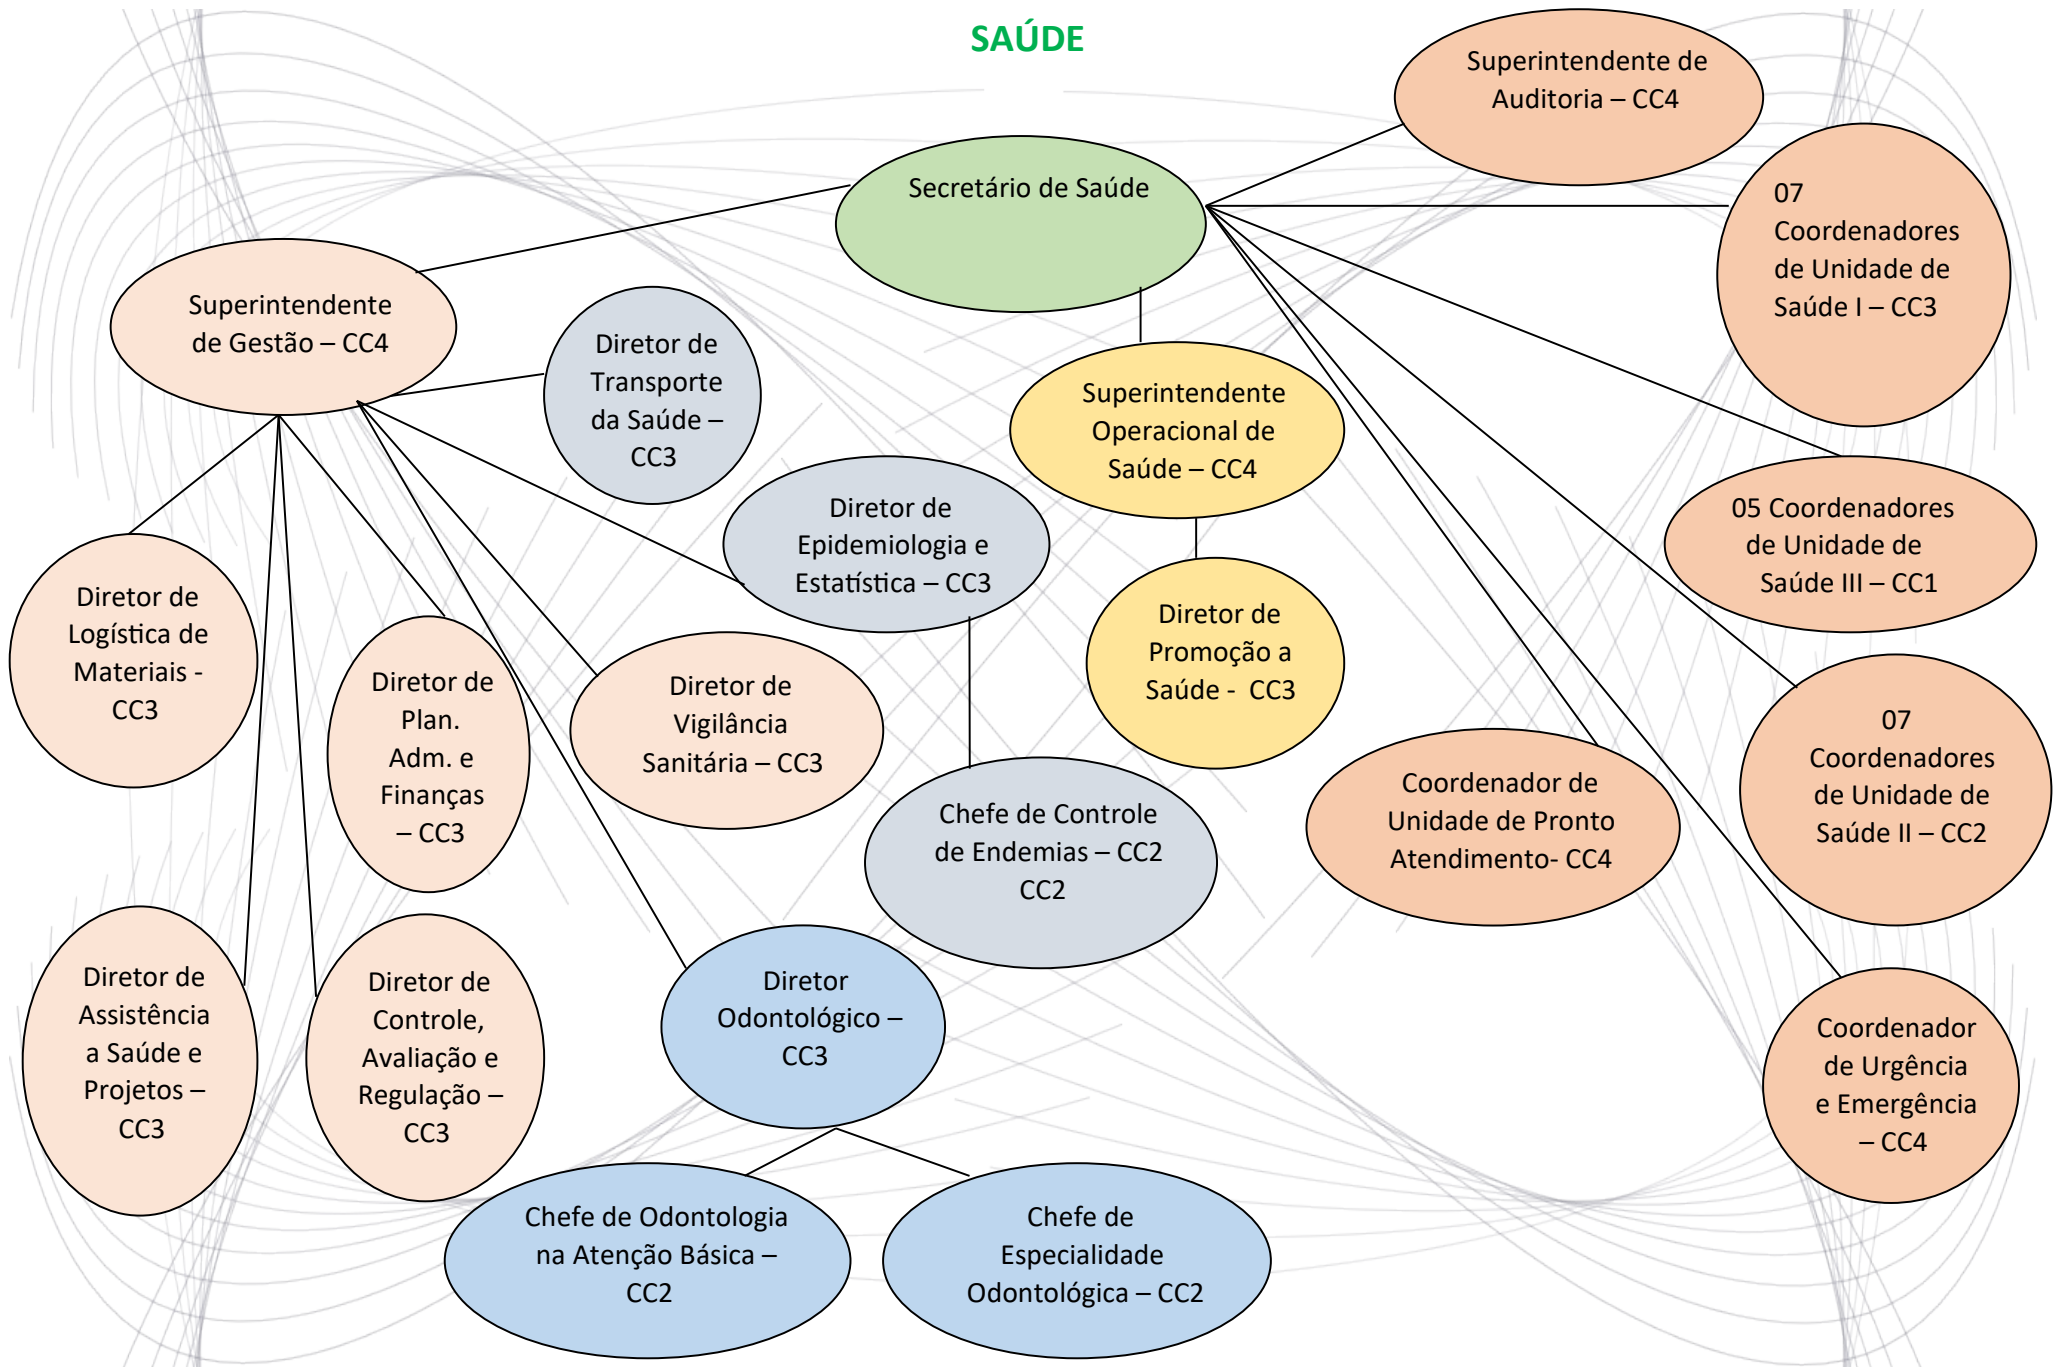 SAÚDE
Superintendente de
Auditoria – CC4
Secretário de Saúde
07
Coordenadores
de Unidade de
Saúde I – CC3
Superintendente
de Gestão – CC4
Diretor de
Transporte
da Saúde –
CC3
Superintendente
Operacional de
Saúde – CC4
Diretor de
Epidemiologia e
Estatística – CC3
05 Coordenadores
de Unidade de
Saúde III – CC1
Diretor de
Logística de
Materiais -
CC3
Diretor de
Plan.
Adm. e
Finanças
– CC3
Diretor de
Vigilância
Sanitária – CC3
Diretor de
Promoção a
Saúde -  CC3
07
Coordenadores
de Unidade de
Saúde II – CC2
Coordenador de
Unidade de Pronto
Atendimento- CC4
Chefe de Controle
de Endemias – CC2
CC2
Diretor de
Assistência
a Saúde e
Projetos –
CC3
Diretor de
Controle,
Avaliação e
Regulação –
CC3
Diretor
Odontológico –
CC3
Coordenador
de Urgência
e Emergência
– CC4
Chefe de Odontologia
na Atenção Básica –
CC2
Chefe de
Especialidade
Odontológica – CC2